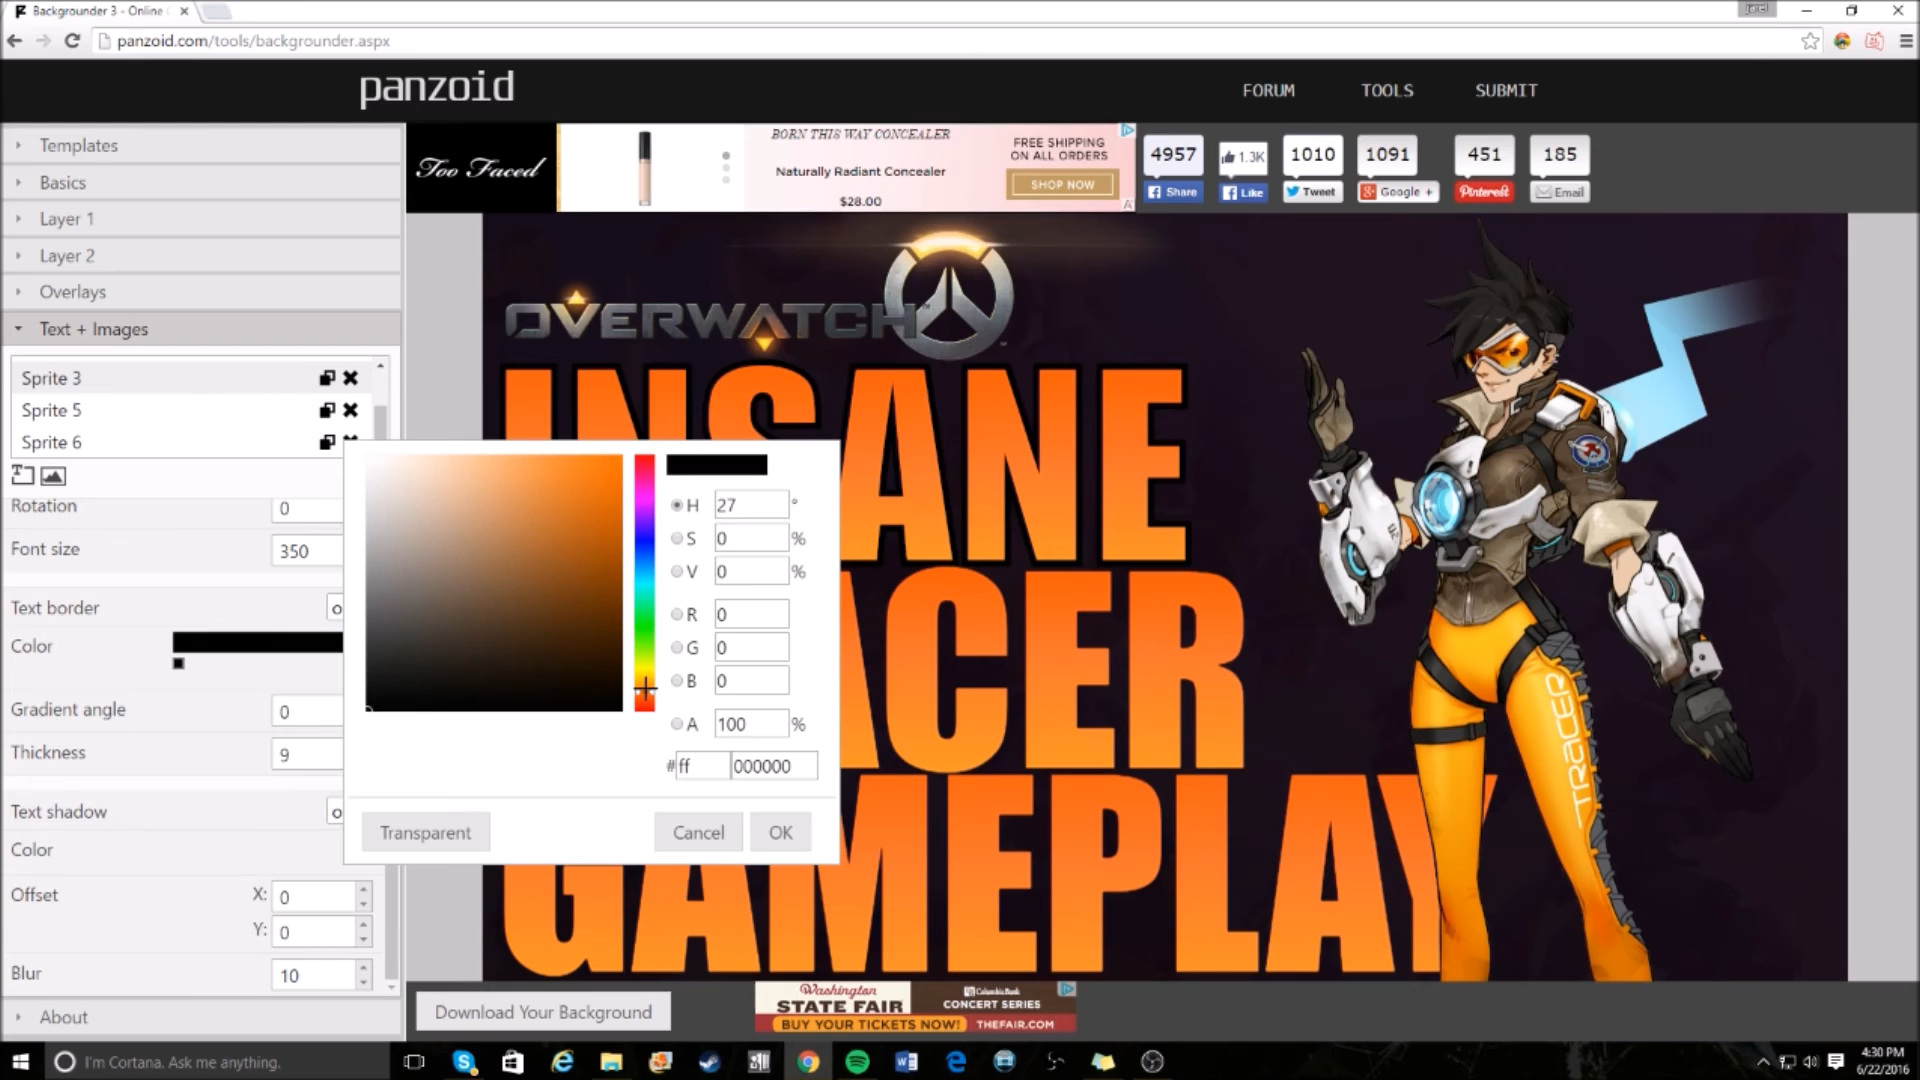 Backgrounder 3 - Online
panzoid.com/tools/backgrounder.aspx
panzoid
FORUM
TOOLS
SUBMIT
Templates
Basics
Layer 1
Layer 2
Overlays
Text + Images
Sprite 3
Sprite 5
Sprite 6
Rotation
0
Font size
350
Text border
o
Color
Gradient angle
0
Thickness
9
Text shadow
o
Color
Offset
X: 0
Y: 0
Blur
10
About
Too Faced
BORN THIS WAY CONCEALER
Naturally Radiant Concealer
$28.00
FREE SHIPPING
ON ALL ORDERS
SHOP NOW
4957
Share
1.3K
Like
1010
Tweet
1091
Google +
451
Pinterest
185
Email
OVERWATCH
INSANE
ACER
GAMEPLAY
TRACER
H 27 °
S 0 %
V 0 %
R 0
G 0
B 0
A 100 %
# ff 000000
Transparent
Cancel
OK
Download Your Background
Washington
STATE FAIR
BUY YOUR TICKETS NOW!
Columbia Bank
CONCERT SERIES
THEFAIR.COM
I'm Cortana. Ask me anything.
4:30 PM
6/22/2016